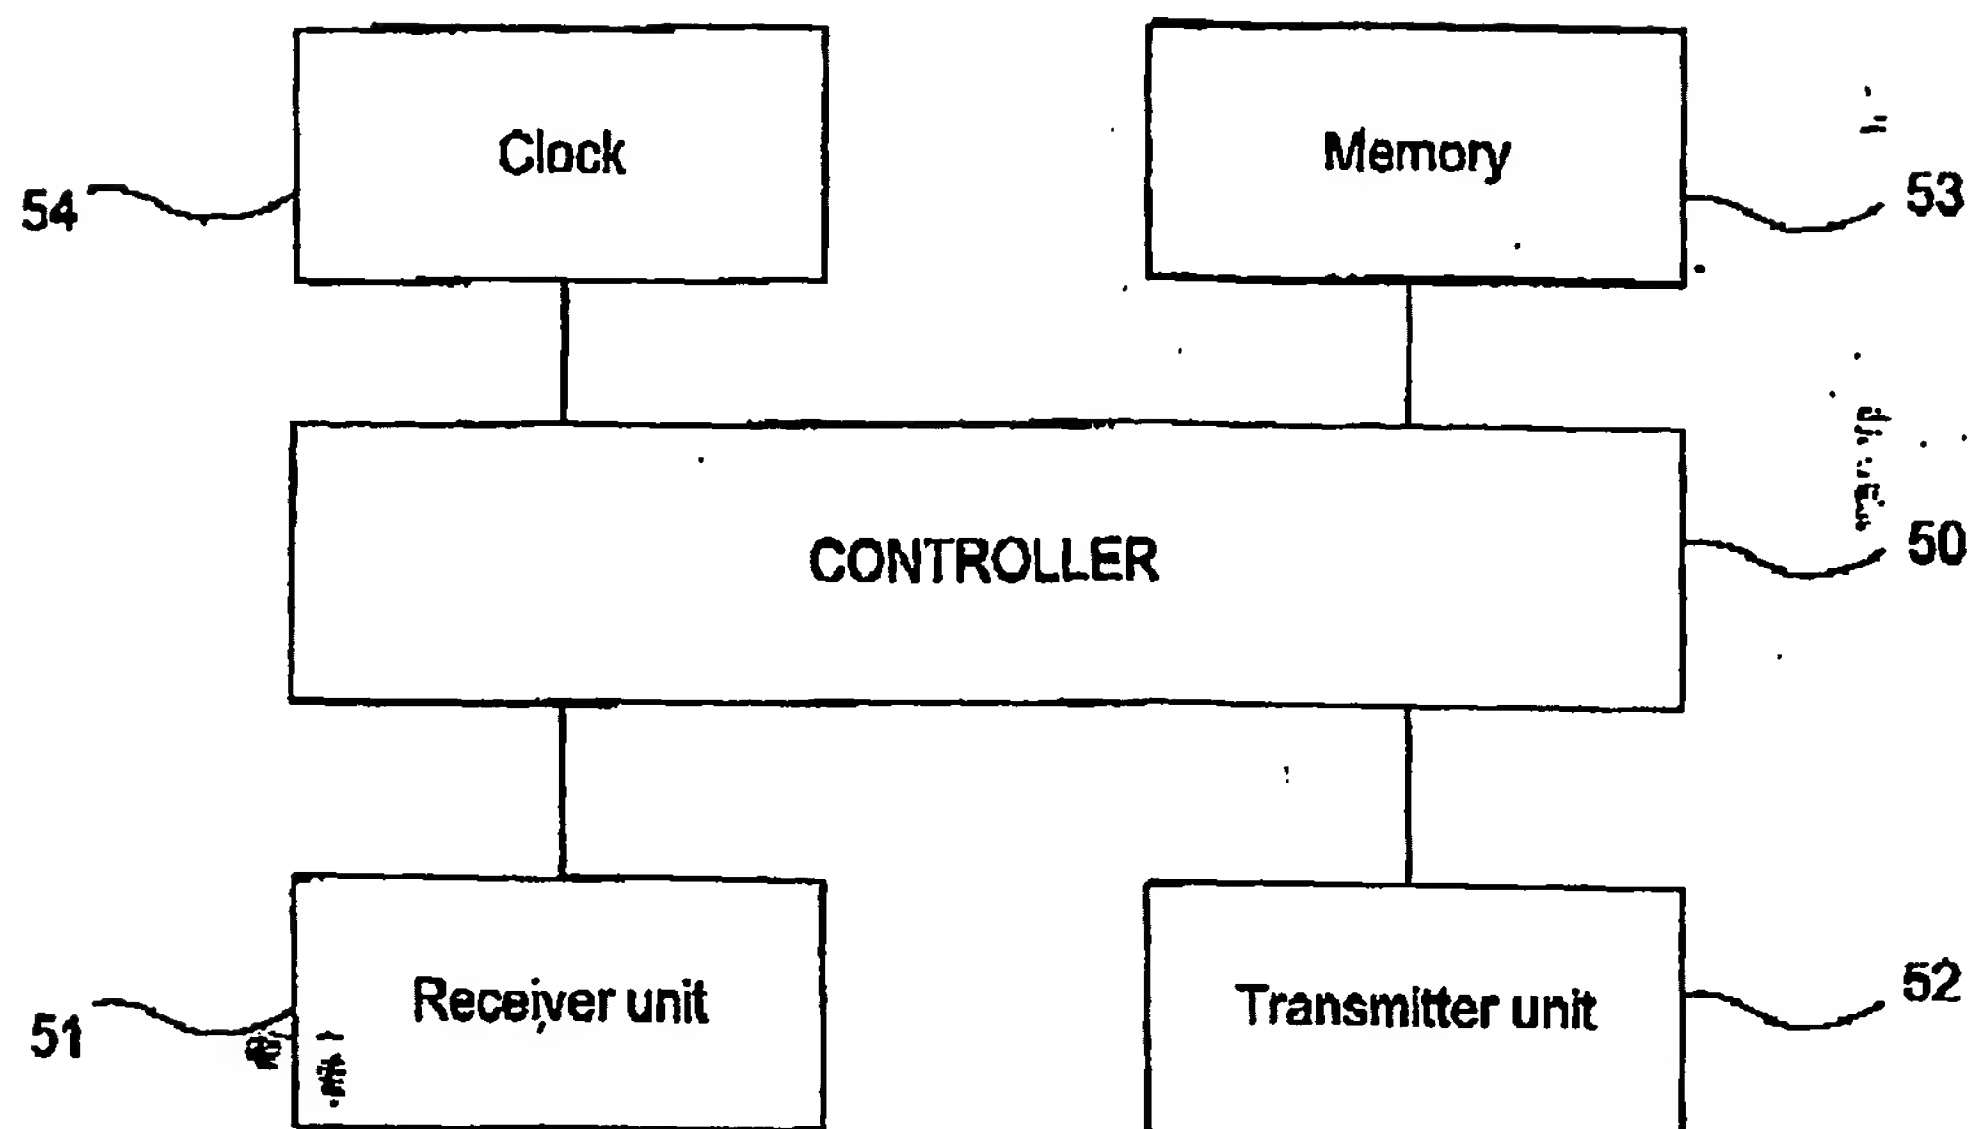 Clock
Memory
54
53
CONTROLLER
50
Receiver unit
Transmitter unit
51
52